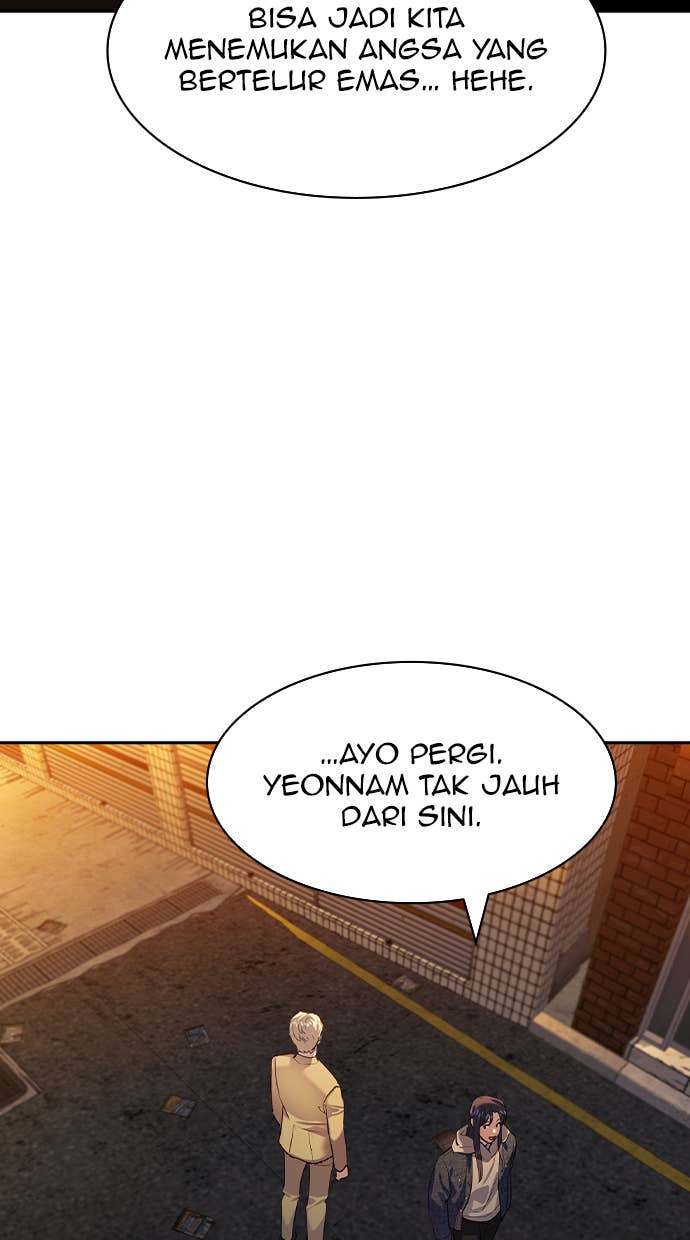 BISA JADI KITA
MENEMUKAN ANGSA YANG
BERTELUR EMAS... HEHE.
...AYO PERGI.
YEONNAM TAK JAUH
DARI SINI.